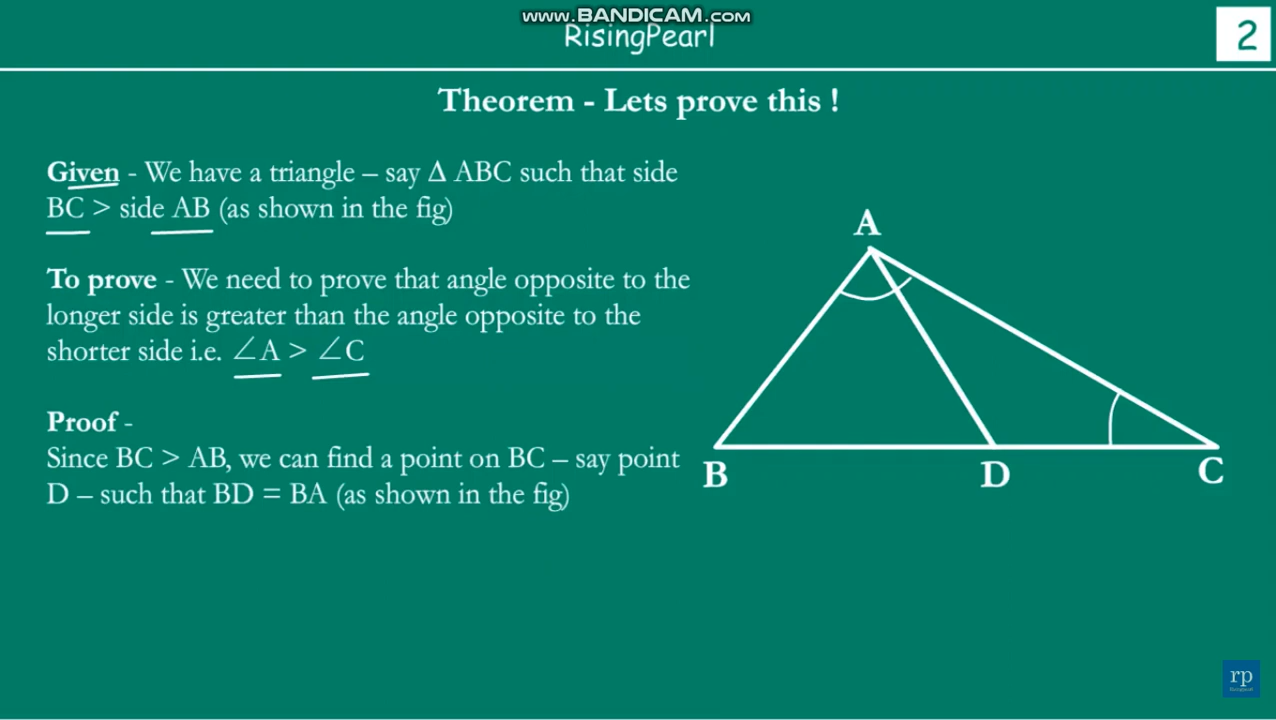 www.BANDICAM.com
RisingPearl
2
Theorem - Lets prove this !
Given - We have a triangle – say Δ ABC such that side
BC > side AB (as shown in the fig)
To prove - We need to prove that angle opposite to the
longer side is greater than the angle opposite to the
shorter side i.e. ∠A > ∠C
Proof -
Since BC > AB, we can find a point on BC – say point
D – such that BD = BA (as shown in the fig)
A
B
D
C
rp